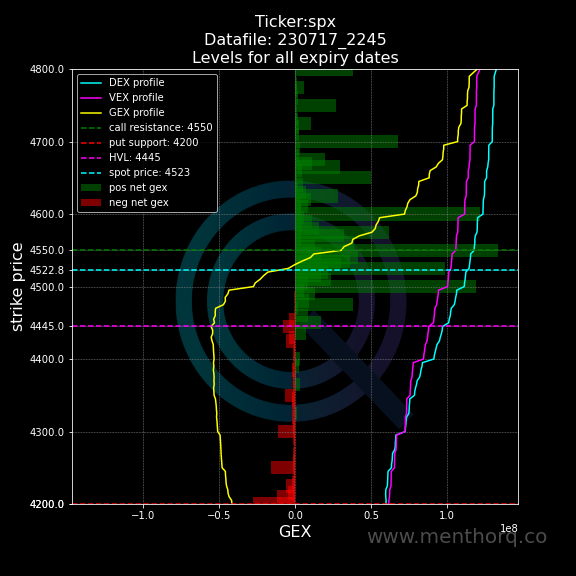 Ticker:spx
Datafile: 230717_2245
Levels for all expiry dates
DEX profile
VEX profile
GEX profile
call resistance: 4550
put support: 4200
HVL: 4445
spot price: 4523
pos net gex
neg net gex
strike price
4800.0
4700.0
4600.0
4550.0
4522.8
4500.0
4445.0
4400.0
4300.0
4200.0
−1.0 −0.5 0.0 0.5 1.0
1e8
GEX
www.menthorq.co